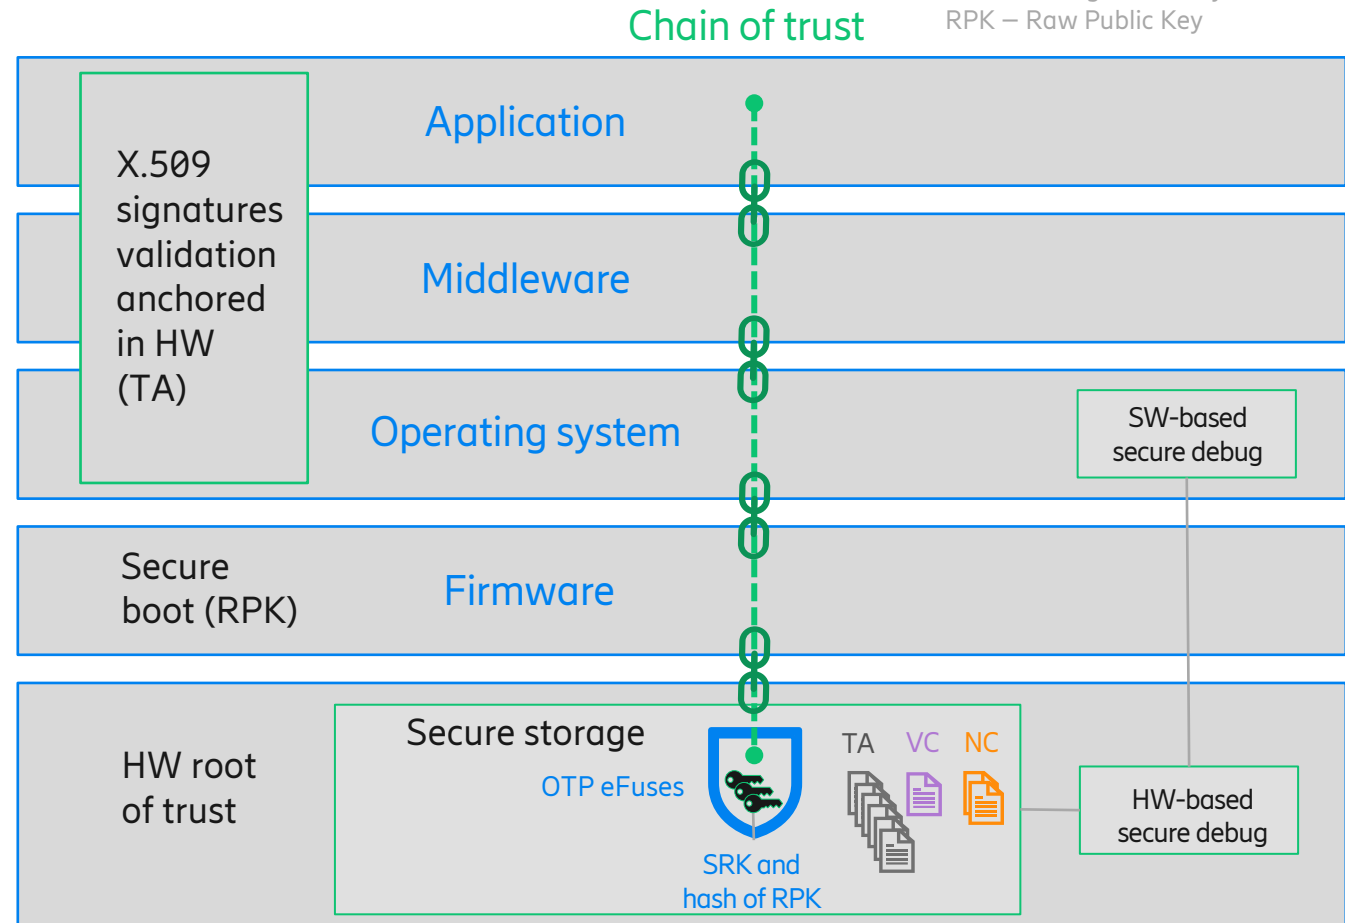 Chain of trust
RPK – Raw Public Key
Application
X.509
signatures
validation
anchored
in HW
(TA)
Middleware
Operating system
SW-based
secure debug
Secure
boot (RPK)
Firmware
HW root
of trust
Secure storage
OTP eFuses
TA
VC
NC
SRK and
hash of RPK
HW-based
secure debug